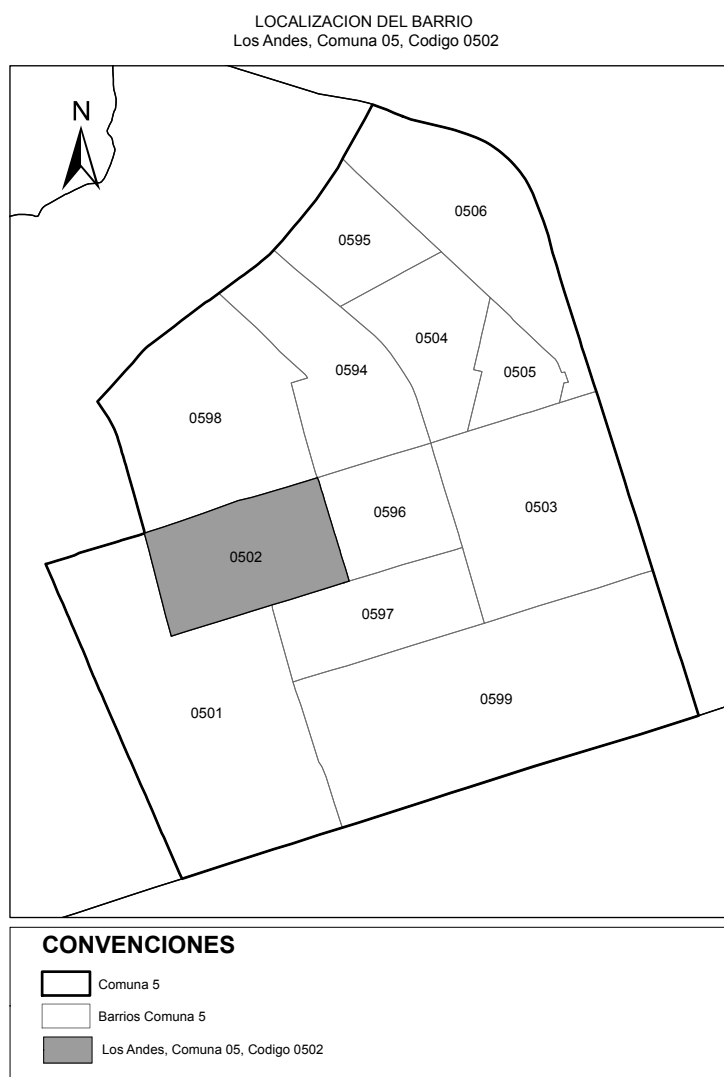 LOCALIZACION DEL BARRIO
Los Andes, Comuna 05, Codigo 0502
N
0506
0595
0504
0594
0505
0598
0503
0596
0502
0597
0599
0501
CONVENCIONES
Comuna 5
Barrios Comuna 5
Los Andes, Comuna 05, Codigo 0502